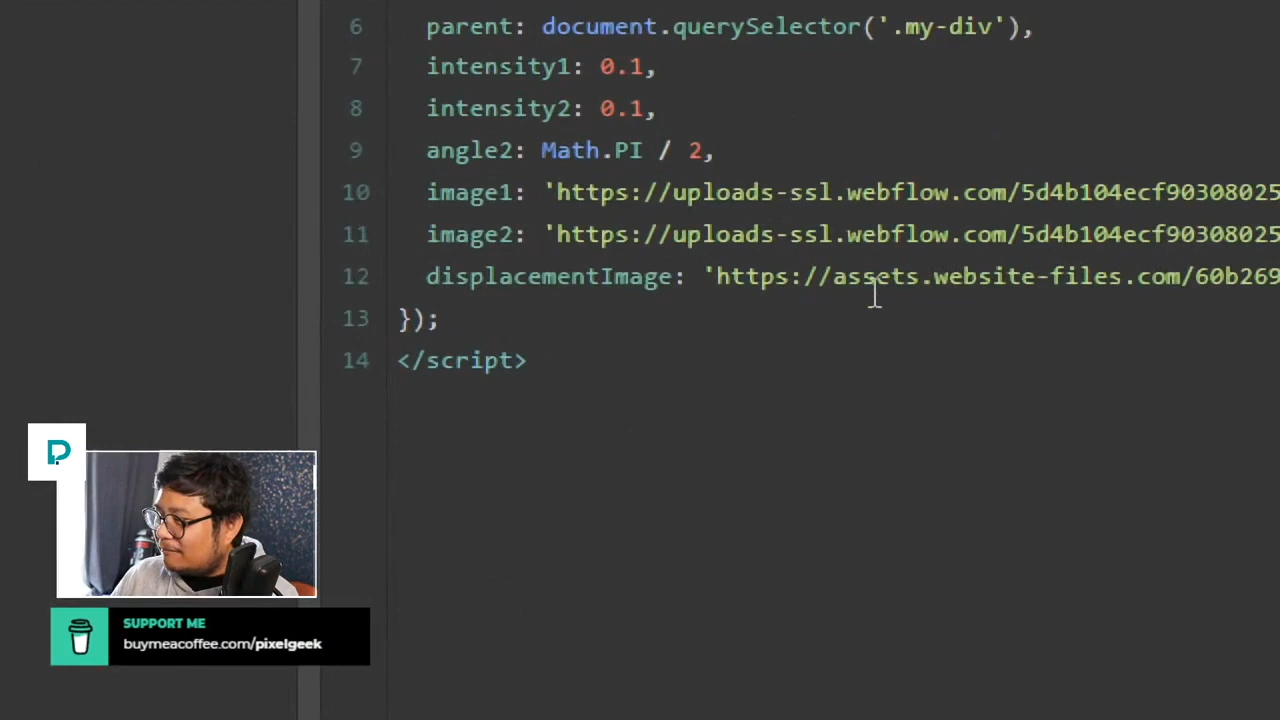 6 parent: document.querySelector('.my-div'),
7 intensity1: 0.1,
8 intensity2: 0.1,
9 angle2: Math.PI / 2,
10 image1: 'https://uploads-ssl.webflow.com/5d4b104ecf90308025
11 image2: 'https://uploads-ssl.webflow.com/5d4b104ecf90308025
12 displacementImage: 'https://assets.website-files.com/60b269
13 });
14 </script>
SUPPORT ME
buymeacoffee.com/pixelgeek